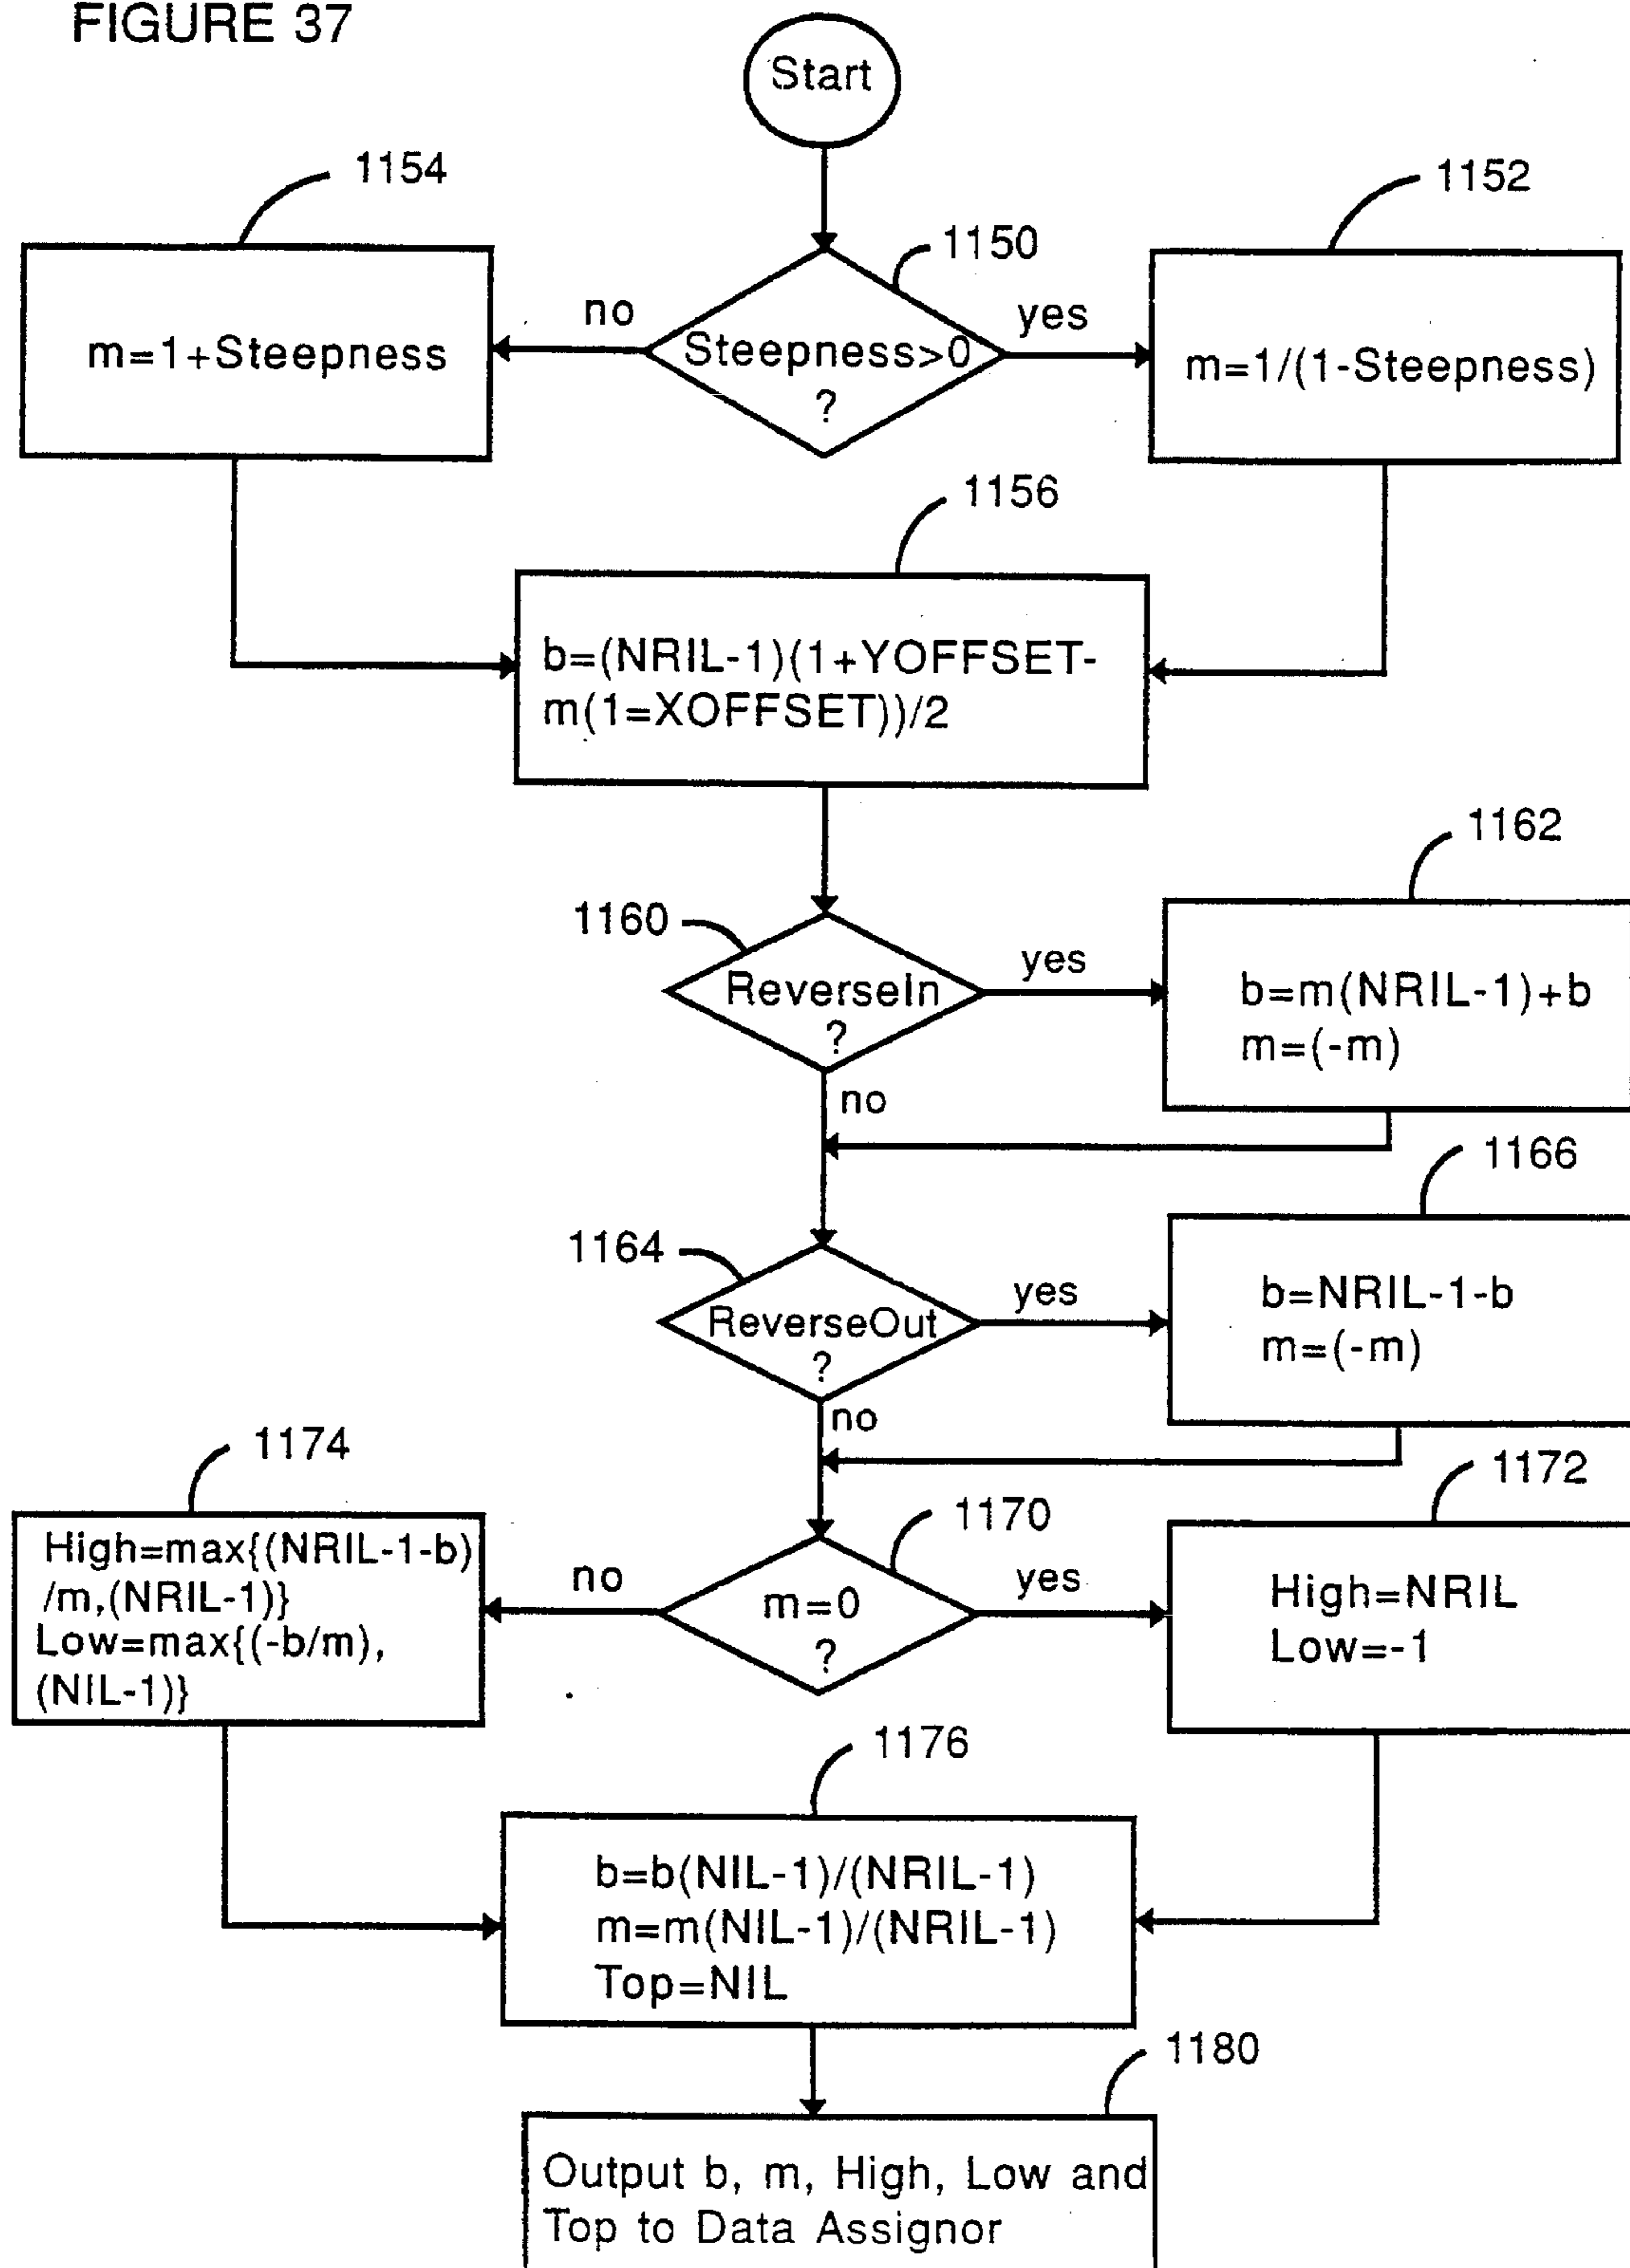 FIGURE 37
Start
1154
1152
1150
no
yes
m=1+Steepness
Steepness>0
?
m=1/(1-Steepness)
1156
b=(NRIL-1)(1+YOFFSET-
m(1=XOFFSET))/2
1162
1160
yes
ReverseIn
?
b=m(NRIL-1)+b
m=(-m)
no
1166
1164
yes
ReverseOut
?
b=NRIL-1-b
m=(-m)
no
1174
1172
1170
High=max{(NRIL-1-b)
/m,(NRIL-1)}
Low=max{(-b/m),
(NIL-1)}
no
m=0
?
yes
High=NRIL
Low=-1
1176
b=b(NIL-1)/(NRIL-1)
m=m(NIL-1)/(NRIL-1)
Top=NIL
1180
Output b, m, High, Low and
Top to Data Assignor